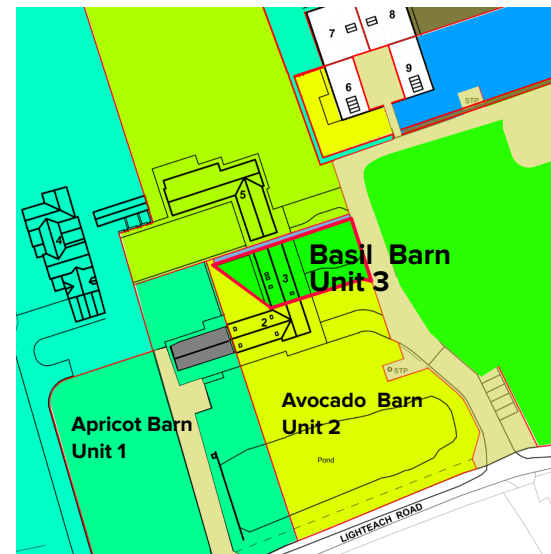 7
8
6
9
STP
5
4
Basil Barn
Unit 3
3
2
STP
Avocado Barn
Unit 2
Apricot Barn
Unit 1
Pond
LIGHTEACH ROAD